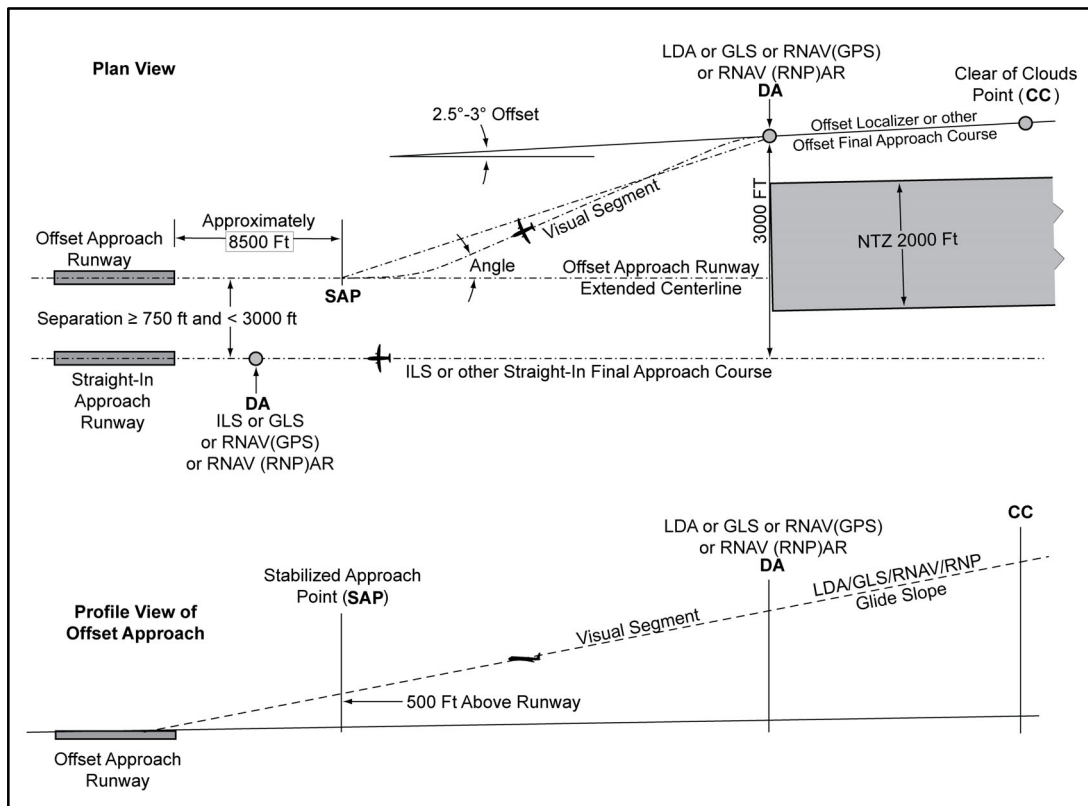 Plan View
LDA or GLS or RNAV(GPS)
or RNAV (RNP)AR
DA
Clear of Clouds
Point (CC)
2.5°-3° Offset
Offset Localizer or other
Offset Final Approach Course
Approximately
8500 Ft
Offset Approach
Runway
Visual Segment
3000 FT
NTZ 2000 Ft
Angle
SAP
Offset Approach Runway
Extended Centerline
Separation ≥ 750 ft and < 3000 ft
Straight-In
Approach
Runway
DA
ILS or GLS
or RNAV(GPS)
or RNAV (RNP)AR
ILS or other Straight-In Final Approach Course
CC
LDA or GLS or RNAV(GPS)
or RNAV (RNP)AR
DA
Stabilized Approach
Point (SAP)
LDA/GLS/RNAV/RNP
Glide Slope
Profile View of
Offset Approach
Visual Segment
500 Ft Above Runway
Offset Approach
Runway